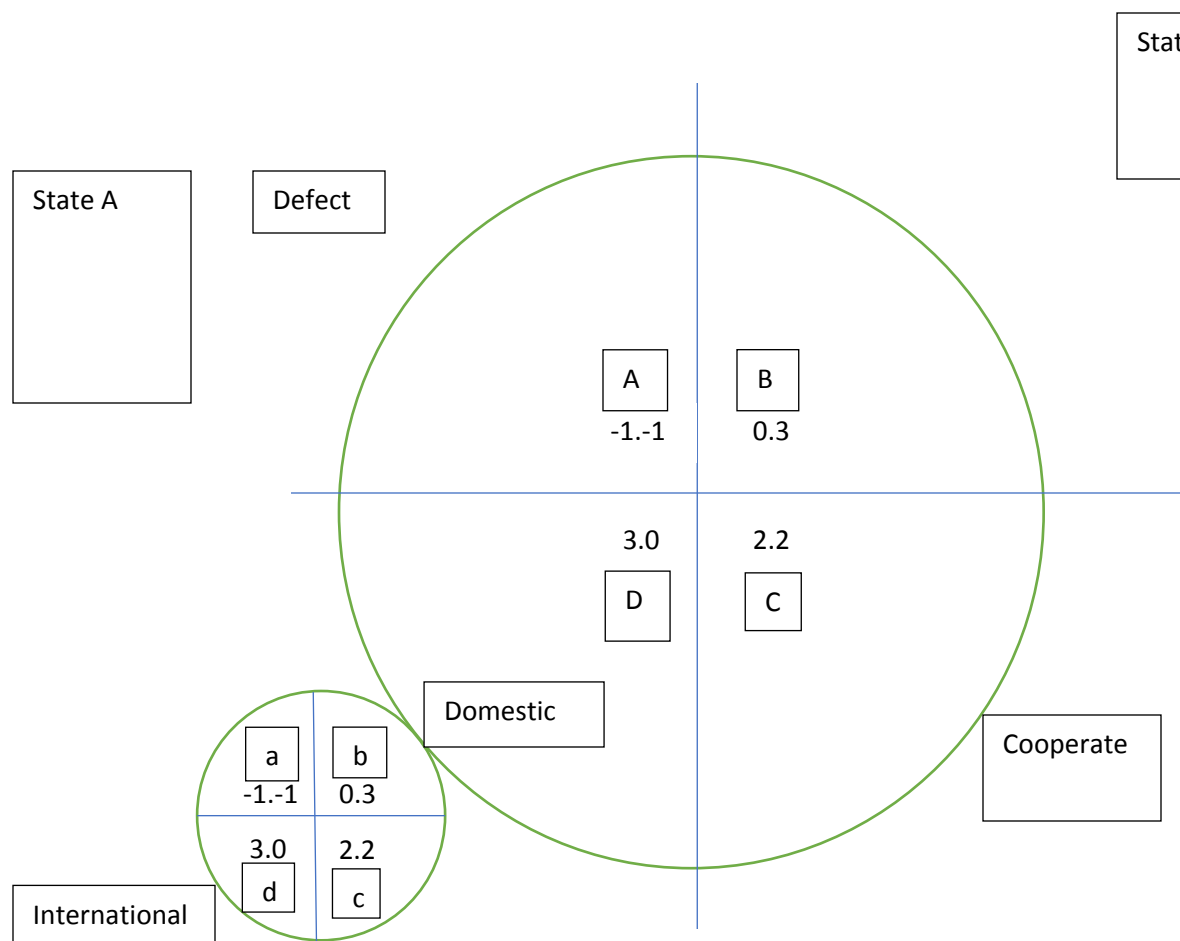 Stat
State A
Defect
A B
-1.-1 0.3
3.0 2.2
D C
Domestic
Cooperate
a b
-1.-1 0.3
3.0 2.2
d c
International